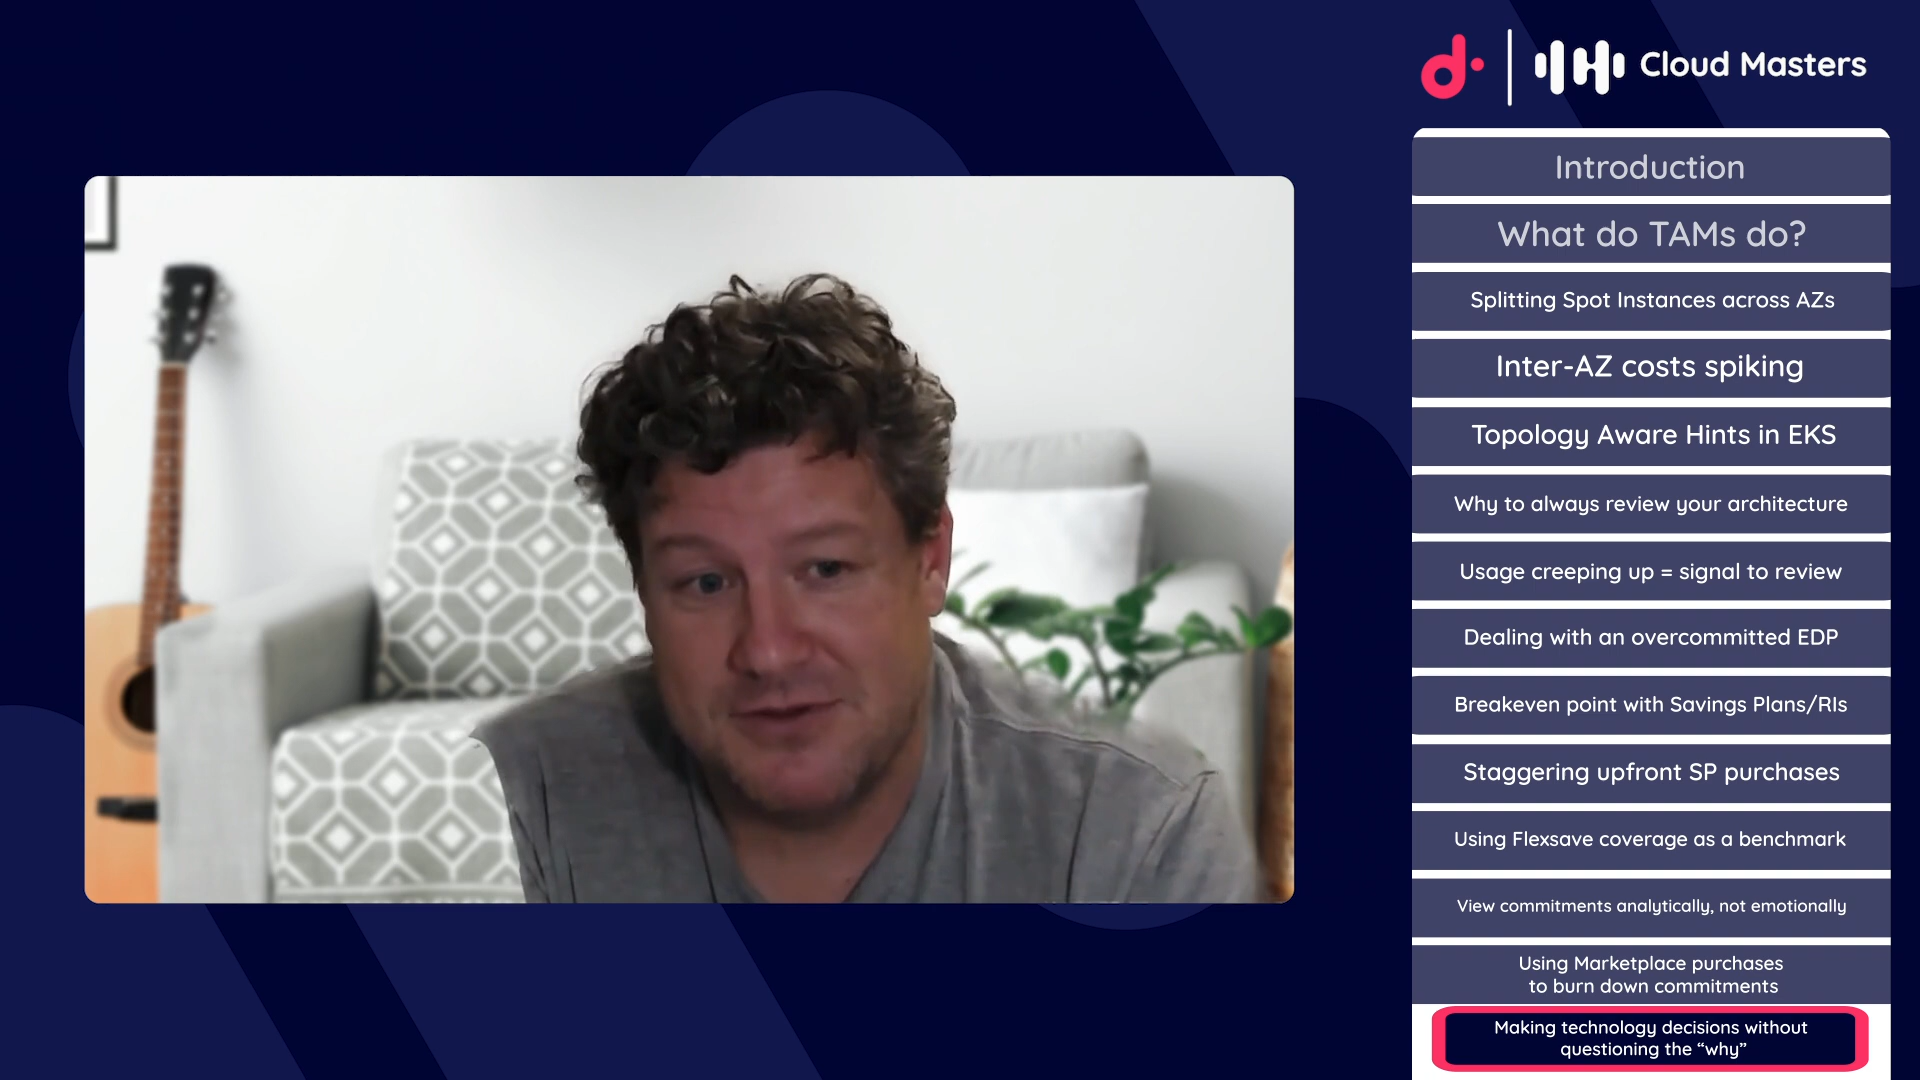 Cloud Masters
Introduction
What do TAMs do?
Splitting Spot Instances across AZs
Inter-AZ costs spiking
Topology Aware Hints in EKS
Why to always review your architecture
Usage creeping up = signal to review
Dealing with an overcommitted EDP
Breakeven point with Savings Plans/RIs
Staggering upfront SP purchases
Using Flexsave coverage as a benchmark
View commitments analytically, not emotionally
Using Marketplace purchases
to burn down commitments
Making technology decisions without
questioning the “why”